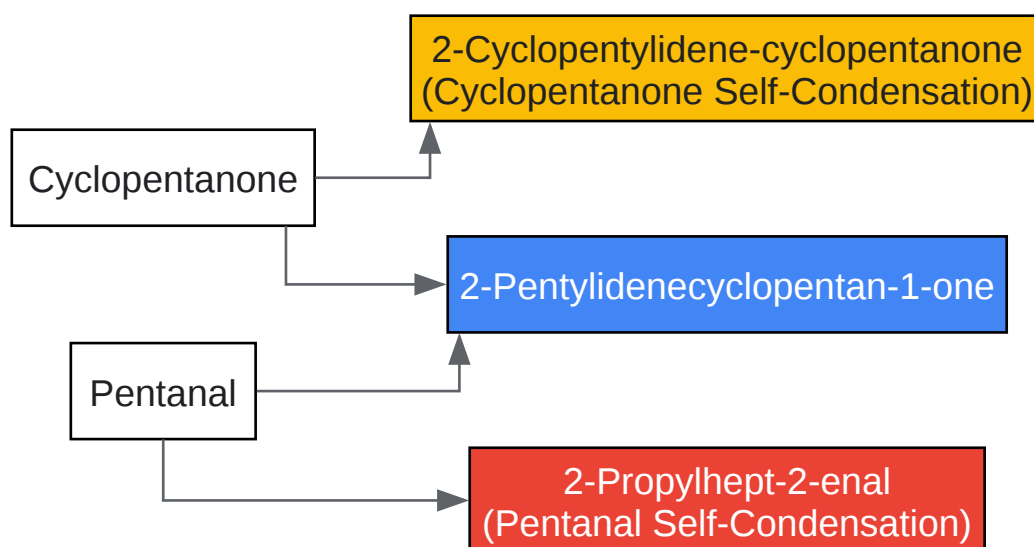 2-Cyclopentylidene-cyclopentanone
(Cyclopentanone Self-Condensation)
Cyclopentanone
2-Pentylidenecyclopentan-1-one
Pentanal
2-Propylhept-2-enal
(Pentanal Self-Condensation)